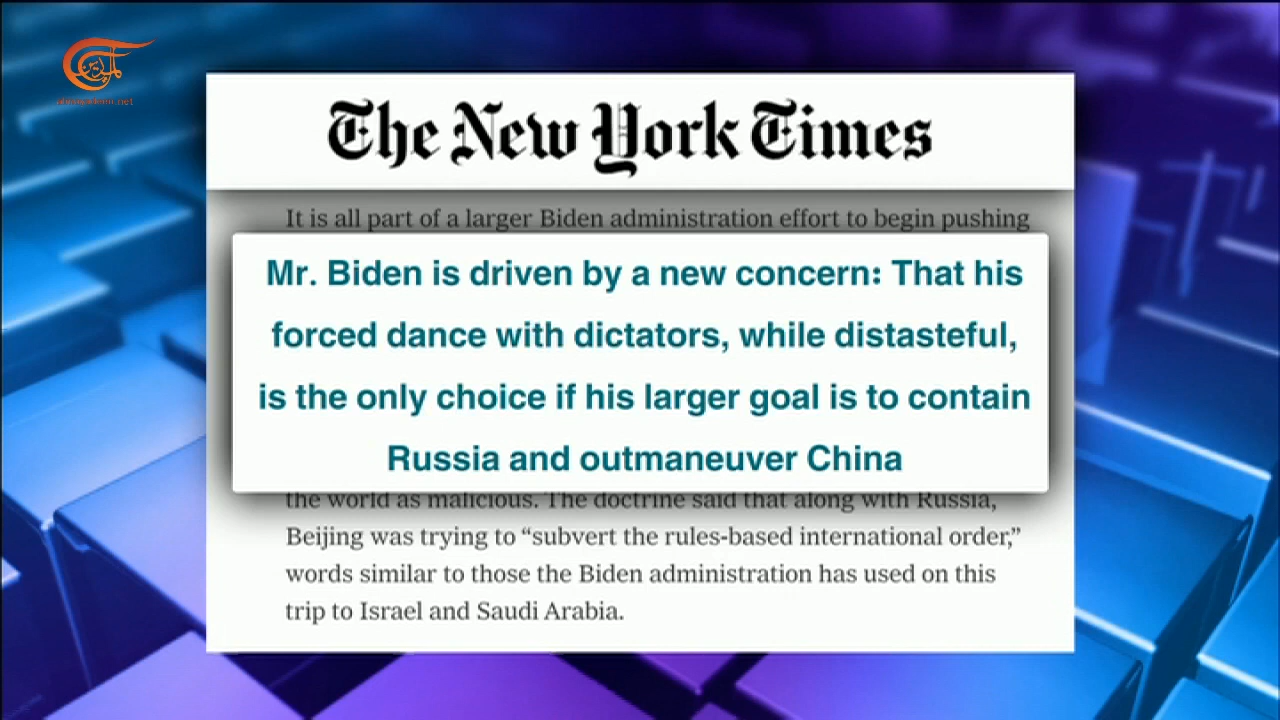 الميادين
almayadeen.net
The New York Times
It is all part of a larger Biden administration effort to begin pushing
Mr. Biden is driven by a new concern: That his
forced dance with dictators, while distasteful,
is the only choice if his larger goal is to contain
Russia and outmaneuver China
the world as malicious. The doctrine said that along with Russia,
Beijing was trying to “subvert the rules-based international order,”
words similar to those the Biden administration has used on this
trip to Israel and Saudi Arabia.